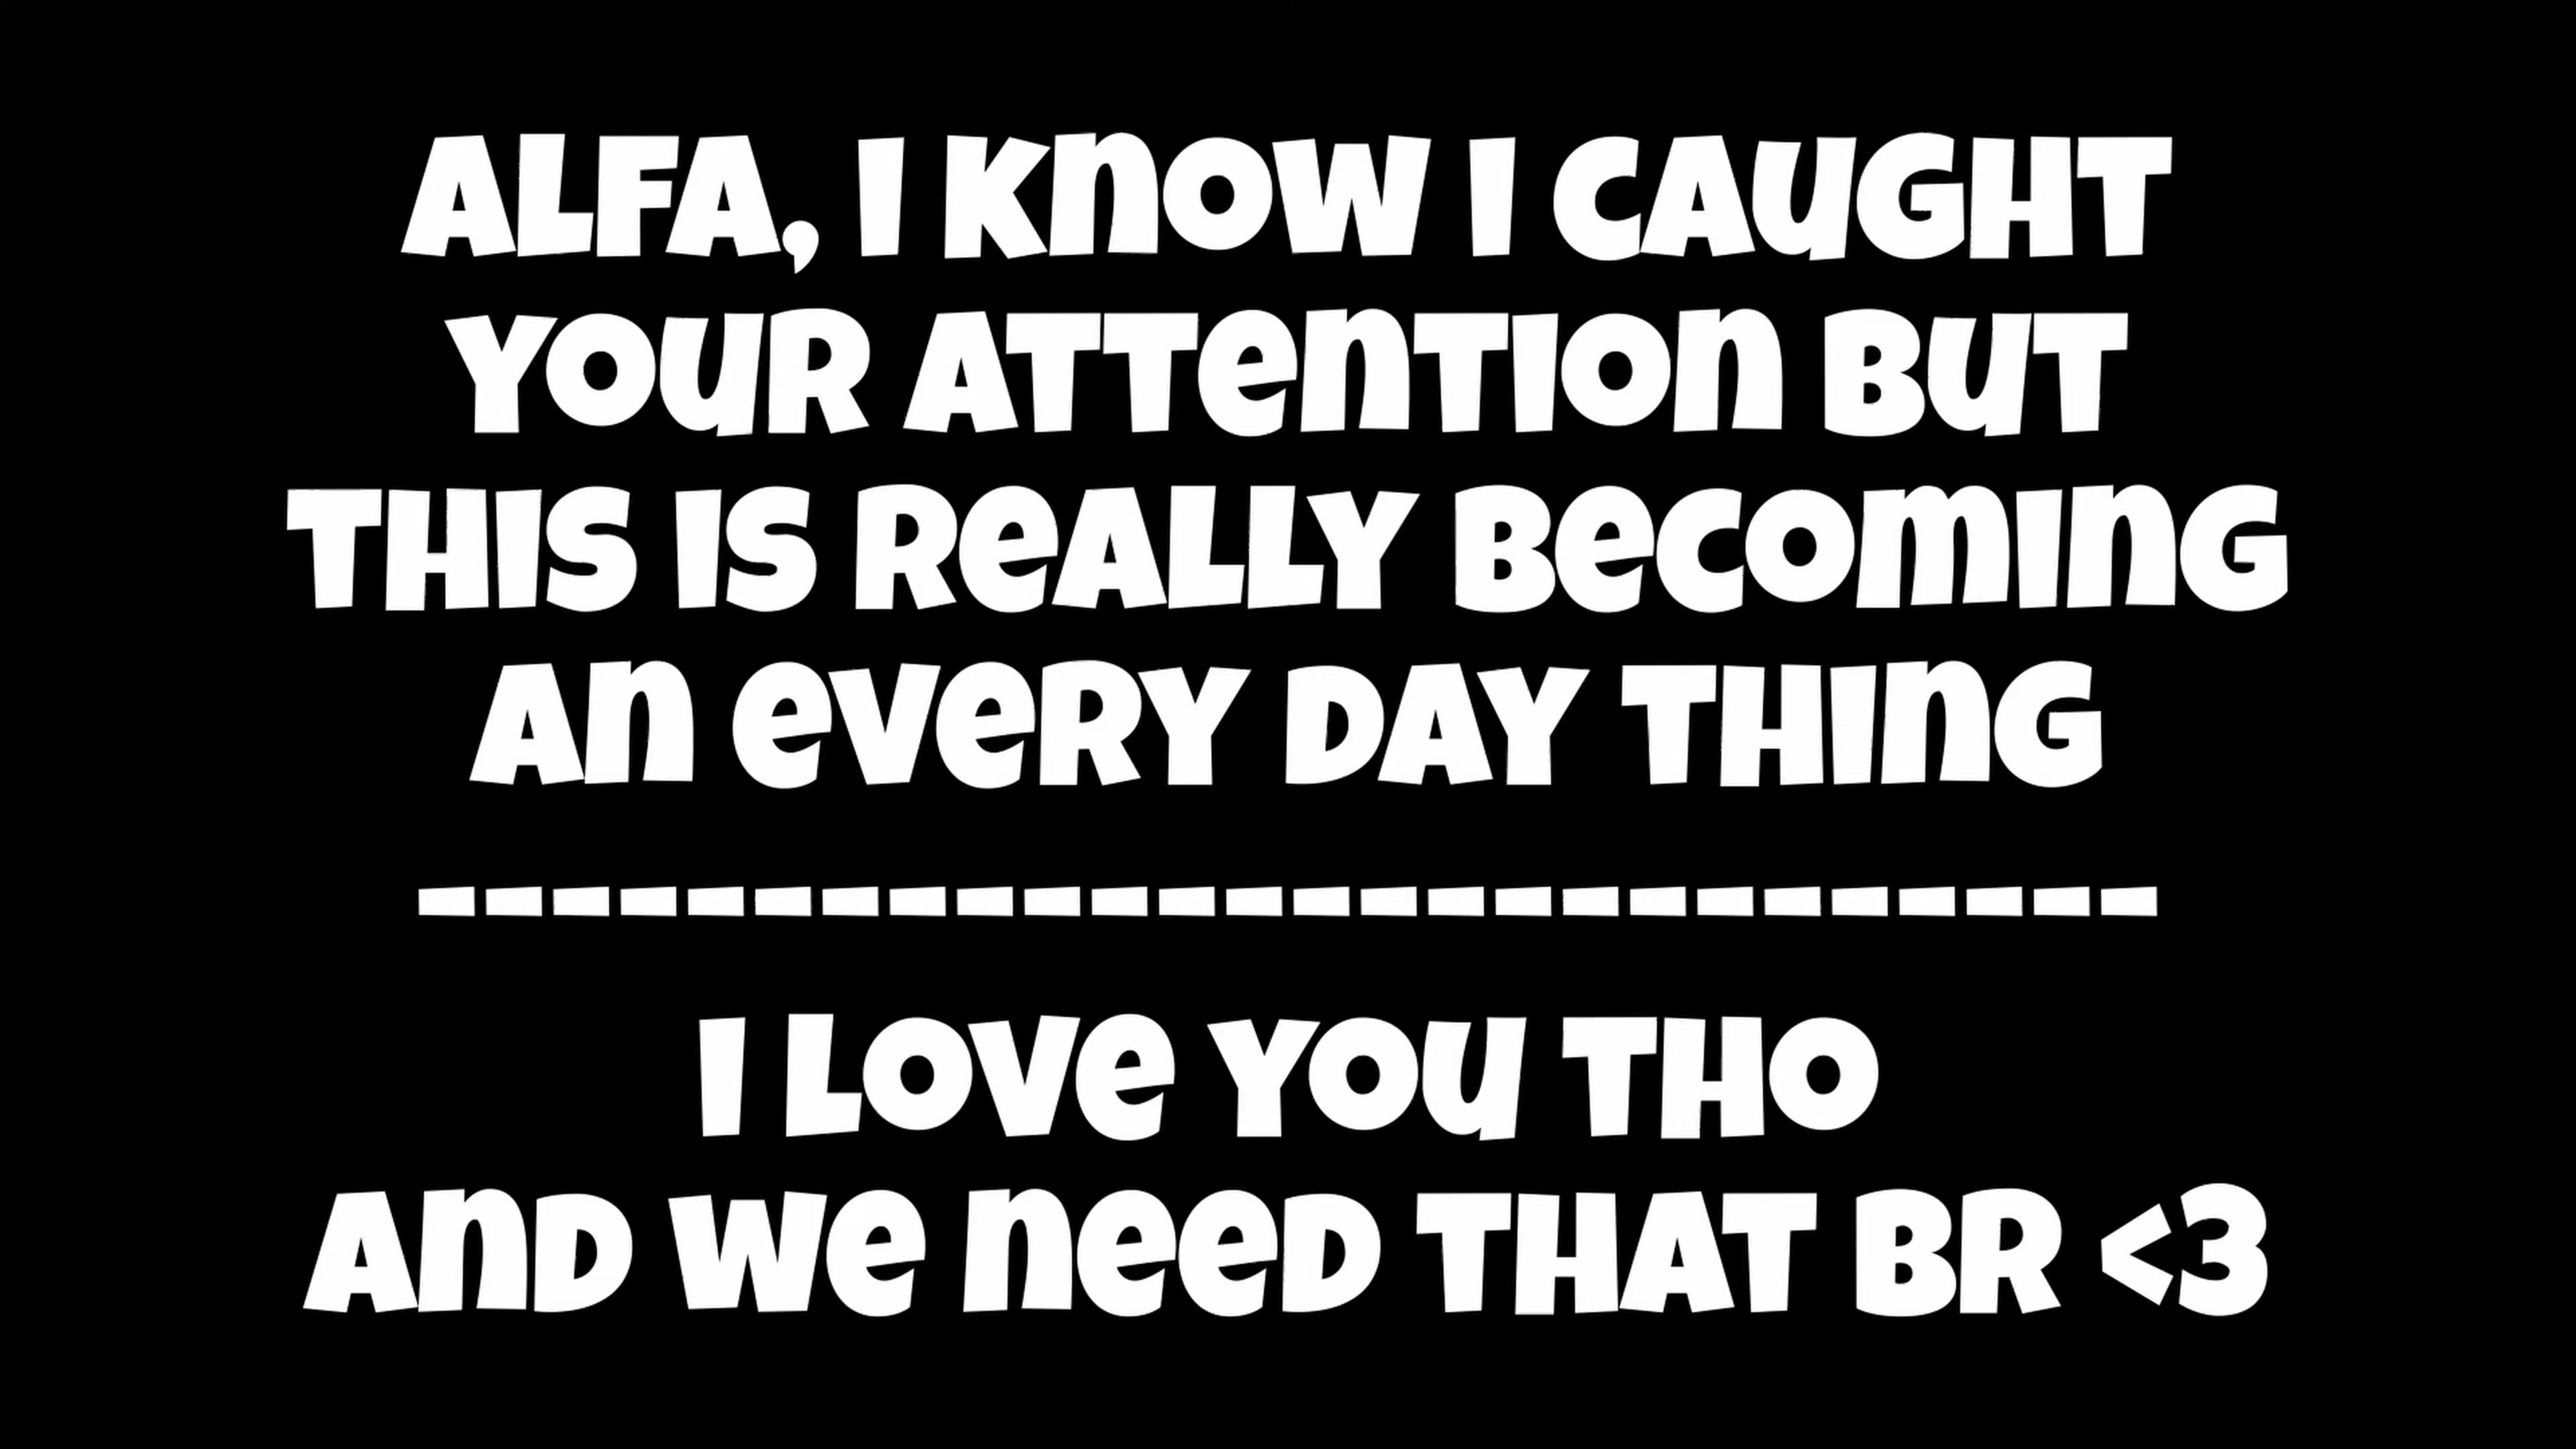 ALFA, I KNOW I CAUGHT
YOUR ATTENTION BUT
THIS IS REALLY BECOMING
AN EVERY DAY THING
--------------------------
I LOVE YOU THO
AND WE NEED THAT BR <3